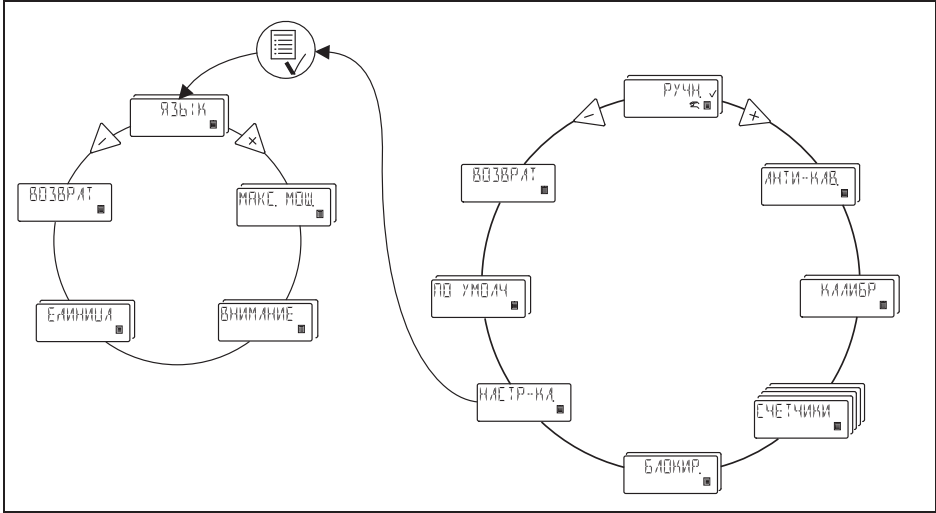 ЯЗЫК
МАКС. МОЩ.
ВНИМАНИЕ
ЕДИНИЦА
ВОЗВРАТ
РУЧН.
АНТИ-КАВ.
КАЛИБР
СЧЕТЧИКИ
БЛОКИР.
НАСТР-КА
ПО УМОЛЧ
ВОЗВРАТ